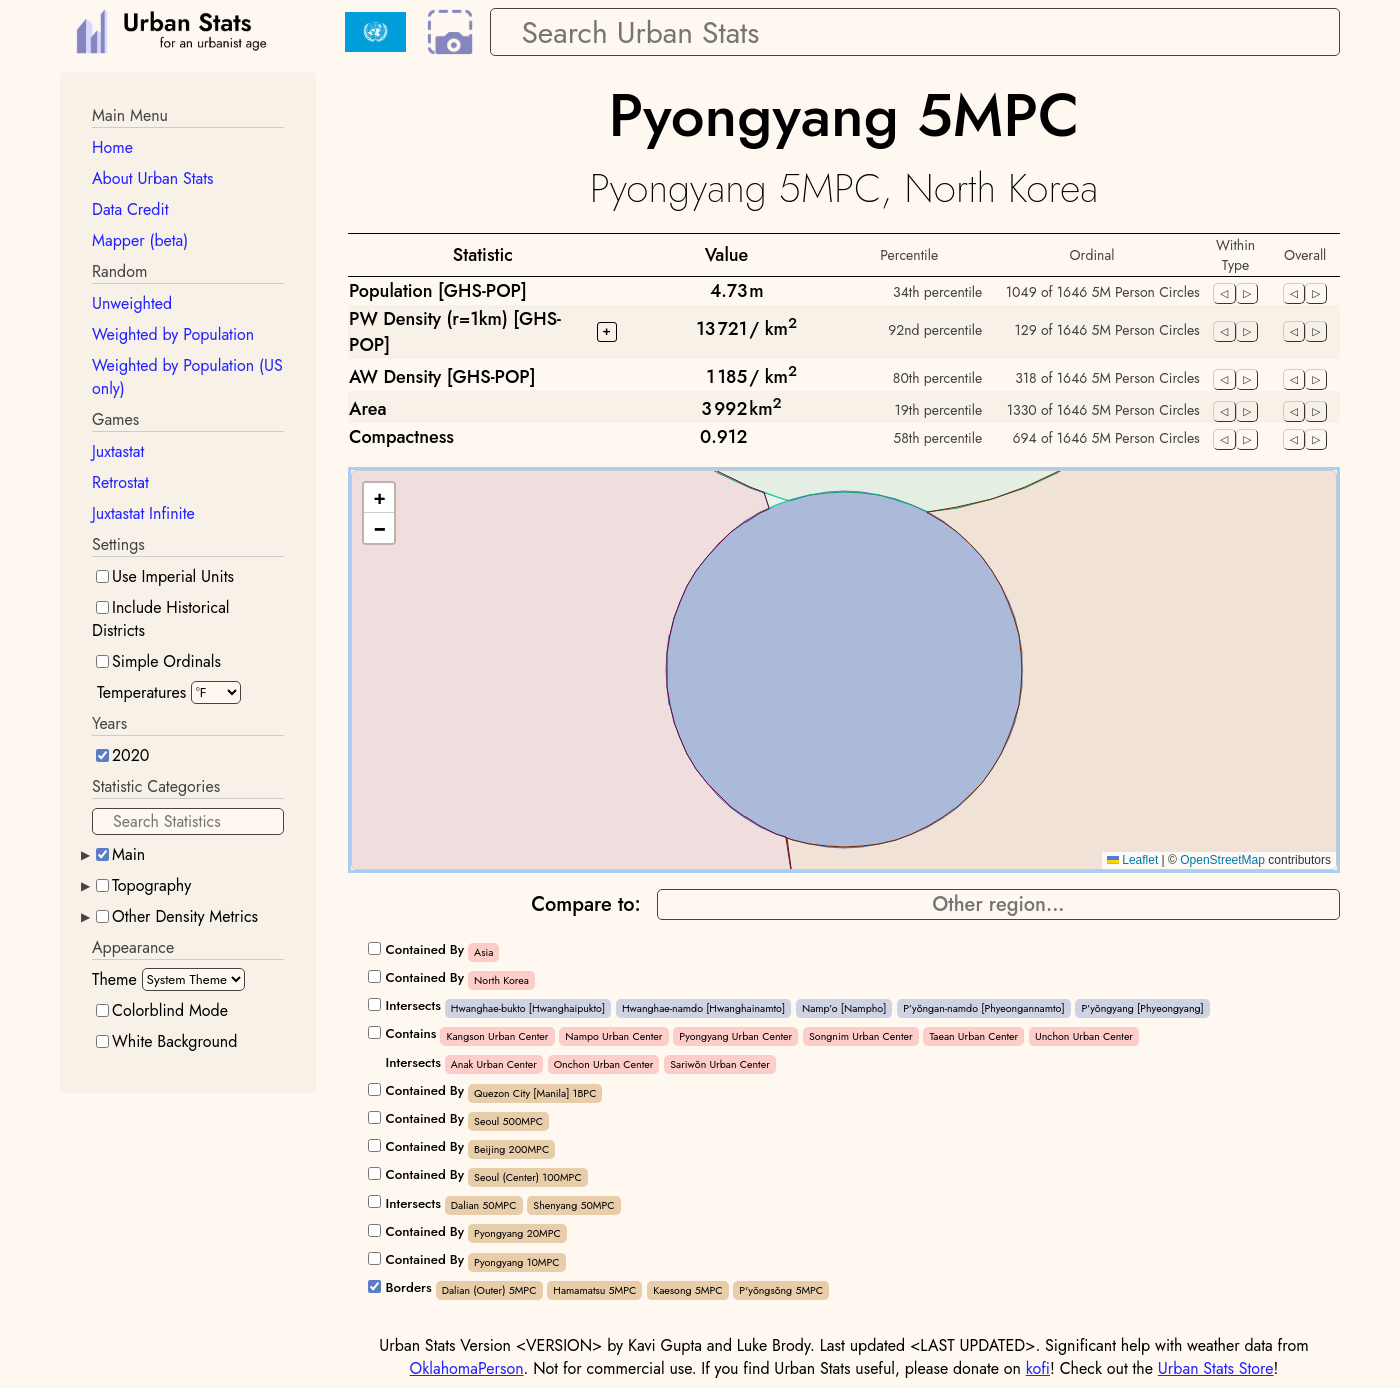 Urban Stats
for an urbanist age
Search Urban Stats
Main Menu
Home
About Urban Stats
Data Credit
Mapper (beta)
Random
Unweighted
Weighted by Population
Weighted by Population (US
only)
Games
Juxtastat
Retrostat
Juxtastat Infinite
Settings
Use Imperial Units
Include Historical
Districts
Simple Ordinals
Temperatures °F
Years
2020
Statistic Categories
Search Statistics
Main
Topography
Other Density Metrics
Appearance
Theme System Theme
Colorblind Mode
White Background
Pyongyang 5MPC
Pyongyang 5MPC, North Korea
Statistic Value Percentile Ordinal Within Type Overall
Population [GHS-POP] 4.73m 34th percentile 1049 of 1646 5M Person Circles
PW Density (r=1km) [GHS-POP] + 13 721 / km² 92nd percentile 129 of 1646 5M Person Circles
AW Density [GHS-POP] 1 185 / km² 80th percentile 318 of 1646 5M Person Circles
Area 3 992 km² 19th percentile 1330 of 1646 5M Person Circles
Compactness 0.912 58th percentile 694 of 1646 5M Person Circles
+
−
Leaflet | © OpenStreetMap contributors
Compare to: Other region...
Contained By Asia
Contained By North Korea
Intersects Hwanghae-bukto [Hwanghaipukto] Hwanghae-namdo [Hwanghainamto] Namp'o [Nampho] P'yŏngan-namdo [Phyeongannamto] P'yŏngyang [Phyeongyang]
Contains Kangson Urban Center Nampo Urban Center Pyongyang Urban Center Songnim Urban Center Taean Urban Center Unchon Urban Center
Intersects Anak Urban Center Onchon Urban Center Sariwŏn Urban Center
Contained By Quezon City [Manila] 1BPC
Contained By Seoul 500MPC
Contained By Beijing 200MPC
Contained By Seoul (Center) 100MPC
Intersects Dalian 50MPC Shenyang 50MPC
Contained By Pyongyang 20MPC
Contained By Pyongyang 10MPC
Borders Dalian (Outer) 5MPC Hamamatsu 5MPC Kaesong 5MPC P'yŏngsŏng 5MPC
Urban Stats Version <VERSION> by Kavi Gupta and Luke Brody. Last updated <LAST UPDATED>. Significant help with weather data from
OklahomaPerson. Not for commercial use. If you find Urban Stats useful, please donate on kofi! Check out the Urban Stats Store!